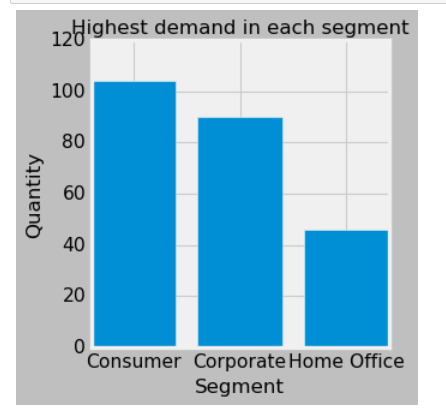 Highest demand in each segment
120
100
80
60
40
20
0
Quantity
Consumer Corporate Home Office
Segment